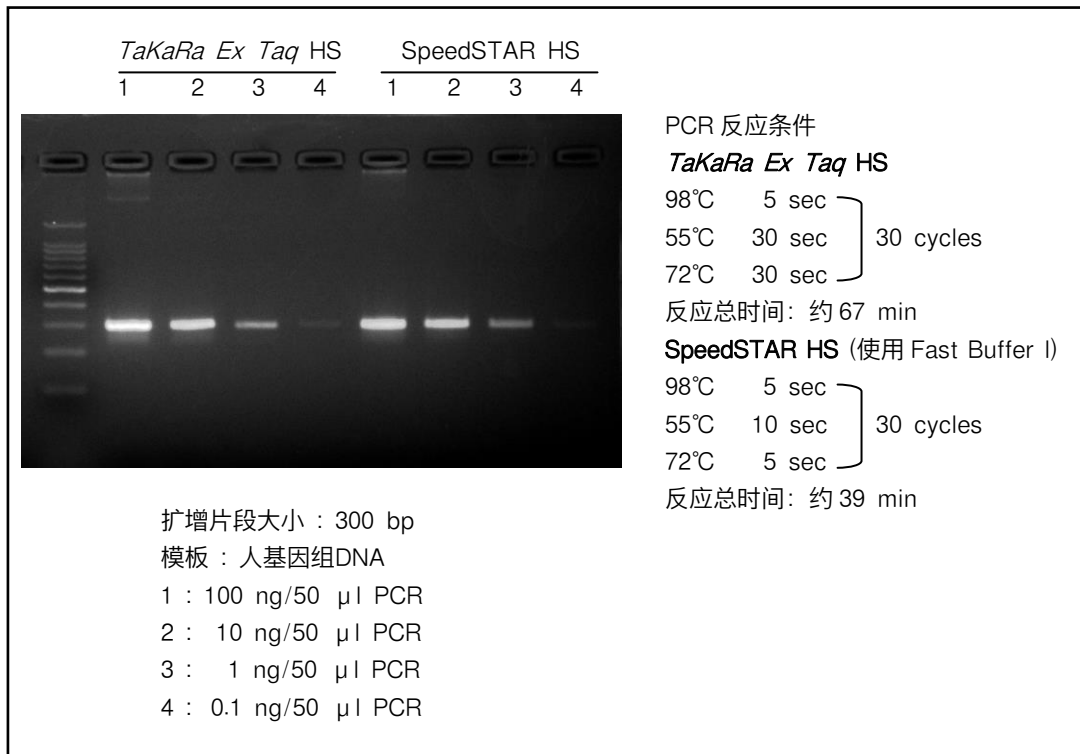 TaKaRa Ex Taq HS SpeedSTAR HS
1 2 3 4 1 2 3 4
PCR 反应条件
TaKaRa Ex Taq HS
98℃ 5 sec
55℃ 30 sec 30 cycles
72℃ 30 sec
反应总时间: 约 67 min
SpeedSTAR HS (使用 Fast Buffer I)
98℃ 5 sec
55℃ 10 sec 30 cycles
72℃ 5 sec
反应总时间: 约 39 min
扩增片段大小 : 300 bp
模板 : 人基因组DNA
1 : 100 ng/50 μl PCR
2 : 10 ng/50 μl PCR
3 : 1 ng/50 μl PCR
4 : 0.1 ng/50 μl PCR